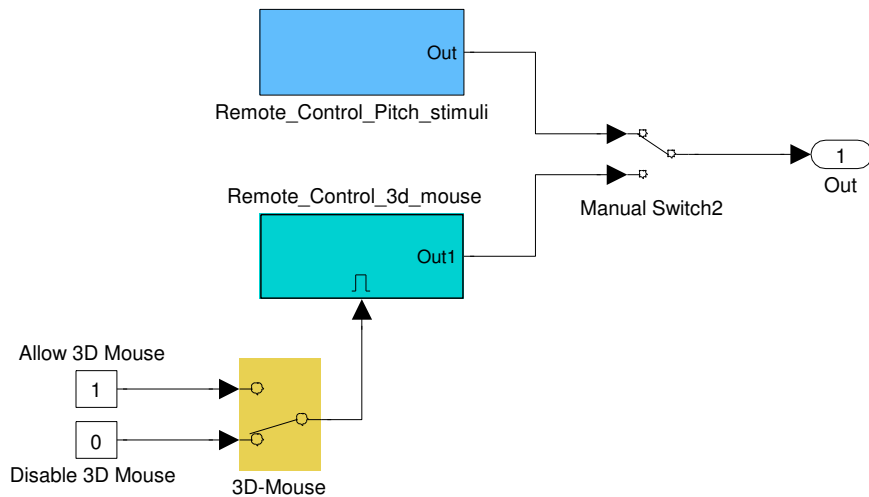 Out
Remote_Control_Pitch_stimuli
Remote_Control_3d_mouse
Out1
Manual Switch2
1
Out
Allow 3D Mouse
1
0
Disable 3D Mouse
3D-Mouse